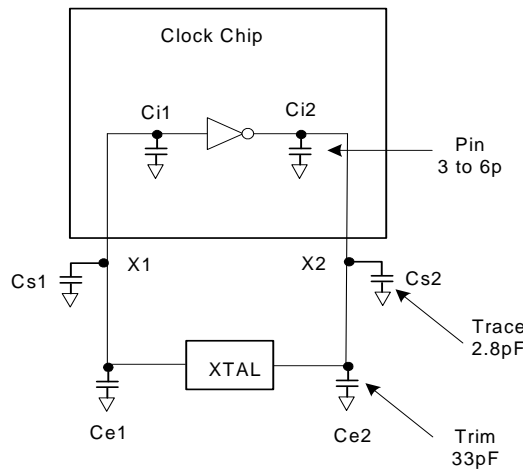 Clock Chip
Ci1
Ci2
Pin
3 to 6p
X1
X2
Cs1
Cs2
Trace
2.8pF
XTAL
Ce1
Ce2
Trim
33pF